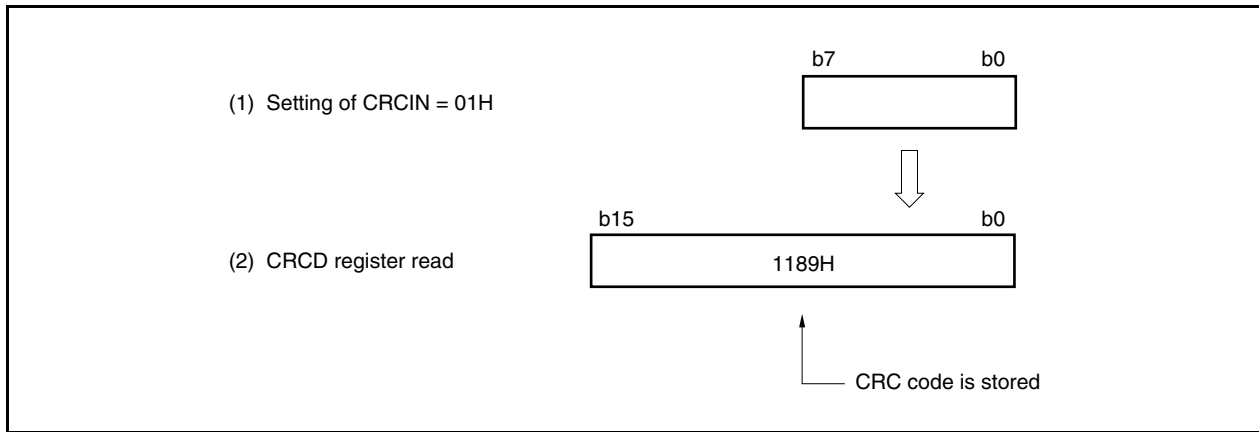 b7 b0
(1) Setting of CRCIN = 01H
b15 b0
(2) CRCD register read 1189H
CRC code is stored